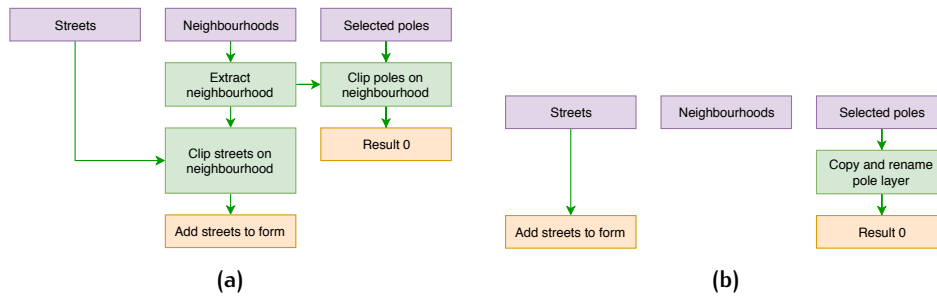 Streets
Neighbourhoods
Selected poles
Extract
neighbourhood
Clip poles on
neighbourhood
Clip streets on
neighbourhood
Result 0
Add streets to form
(a)
Streets
Neighbourhoods
Selected poles
Copy and rename
pole layer
Add streets to form
Result 0
(b)